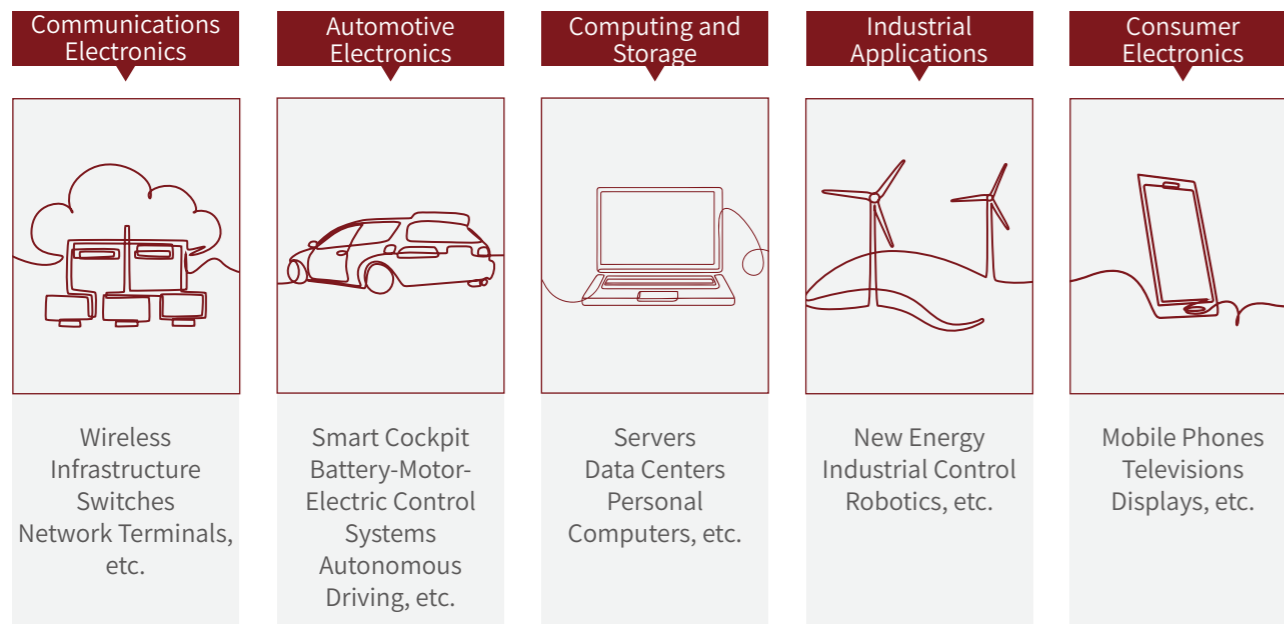 Communications
Electronics
Automotive
Electronics
Computing and
Storage
Industrial
Applications
Consumer
Electronics
Wireless
Infrastructure
Switches
Network Terminals,
etc.
Smart Cockpit
Battery-Motor-
Electric Control
Systems
Autonomous
Driving, etc.
Servers
Data Centers
Personal
Computers, etc.
New Energy
Industrial Control
Robotics, etc.
Mobile Phones
Televisions
Displays, etc.